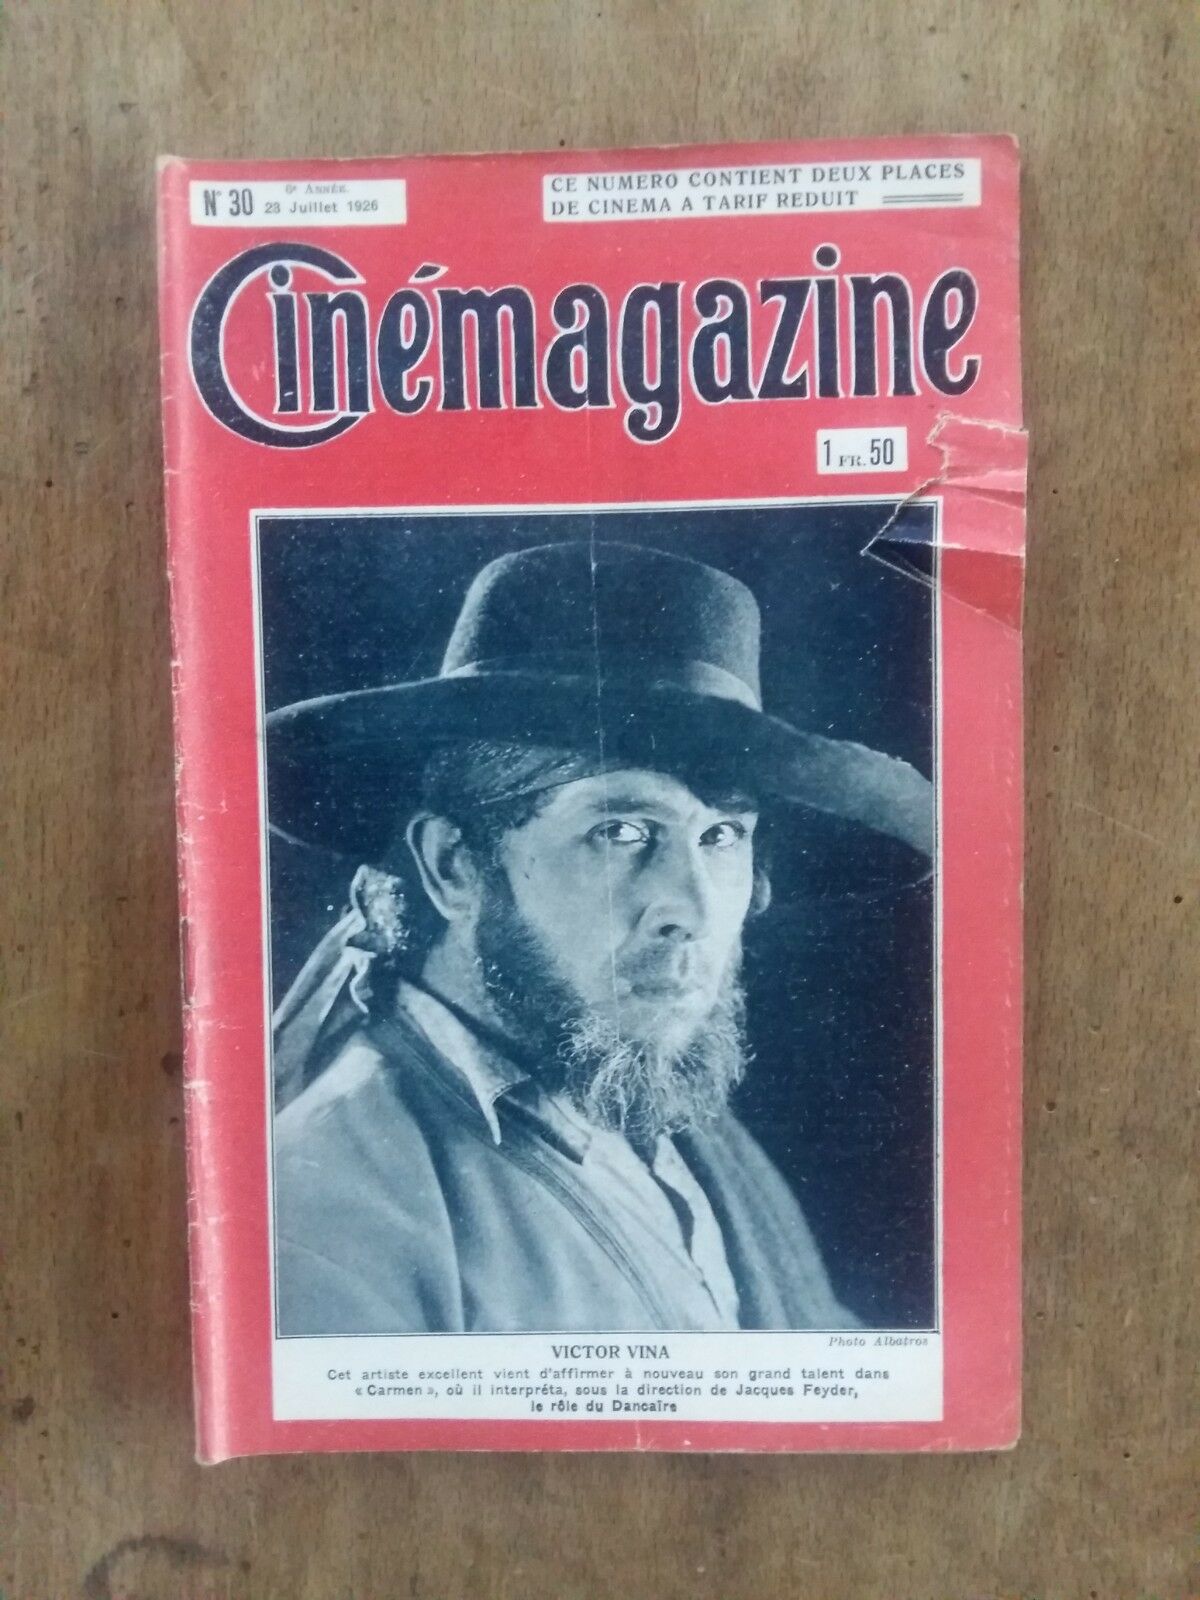 N° 30
6e ANNÉE.
23 Juillet 1926
CE NUMERO CONTIENT DEUX PLACES
DE CINEMA A TARIF REDUIT
Cinémagazine
1 FR. 50
Photo Albatros
VICTOR VINA
Cet artiste excellent vient d'affirmer à nouveau son grand talent dans
« Carmen », où il interpréta, sous la direction de Jacques Feyder,
le rôle du Dancaïre